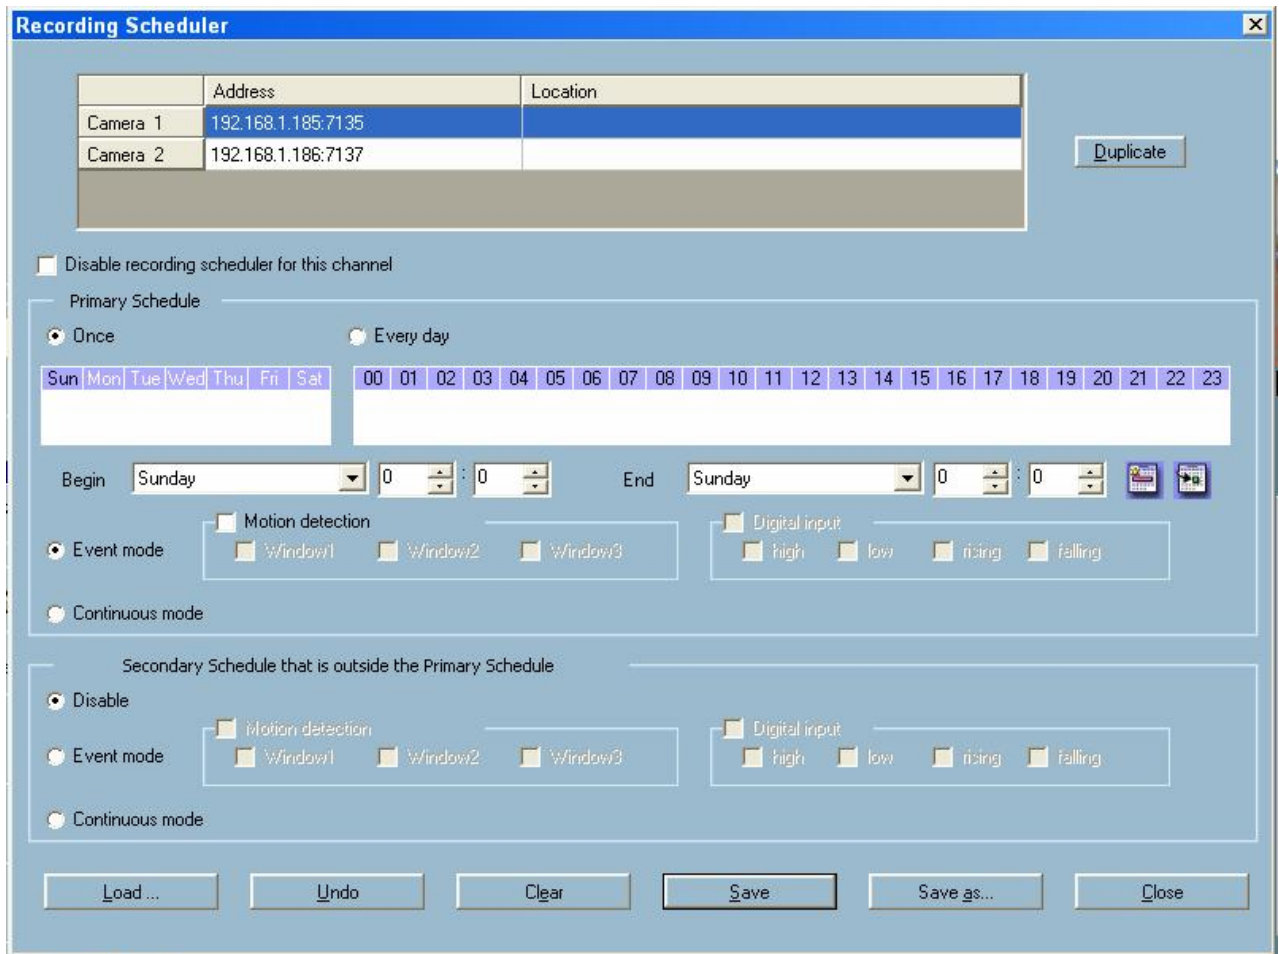 Recording Scheduler
Address Location
Camera 1 192.168.1.185:7135
Camera 2 192.168.1.186:7137
Duplicate
Disable recording scheduler for this channel
Primary Schedule
Once Every day
Sun Mon Tue Wed Thu Fri Sat 00 01 02 03 04 05 06 07 08 09 10 11 12 13 14 15 16 17 18 19 20 21 22 23
Begin Sunday 0 : 0 End Sunday 0 : 0
Motion detection Digital input
Event mode Window1 Window2 Window3 high low rising falling
Continuous mode
Secondary Schedule that is outside the Primary Schedule
Disable
Motion detection Digital input
Event mode Window1 Window2 Window3 high low rising falling
Continuous mode
Load ... Undo Clear Save Save as... Close